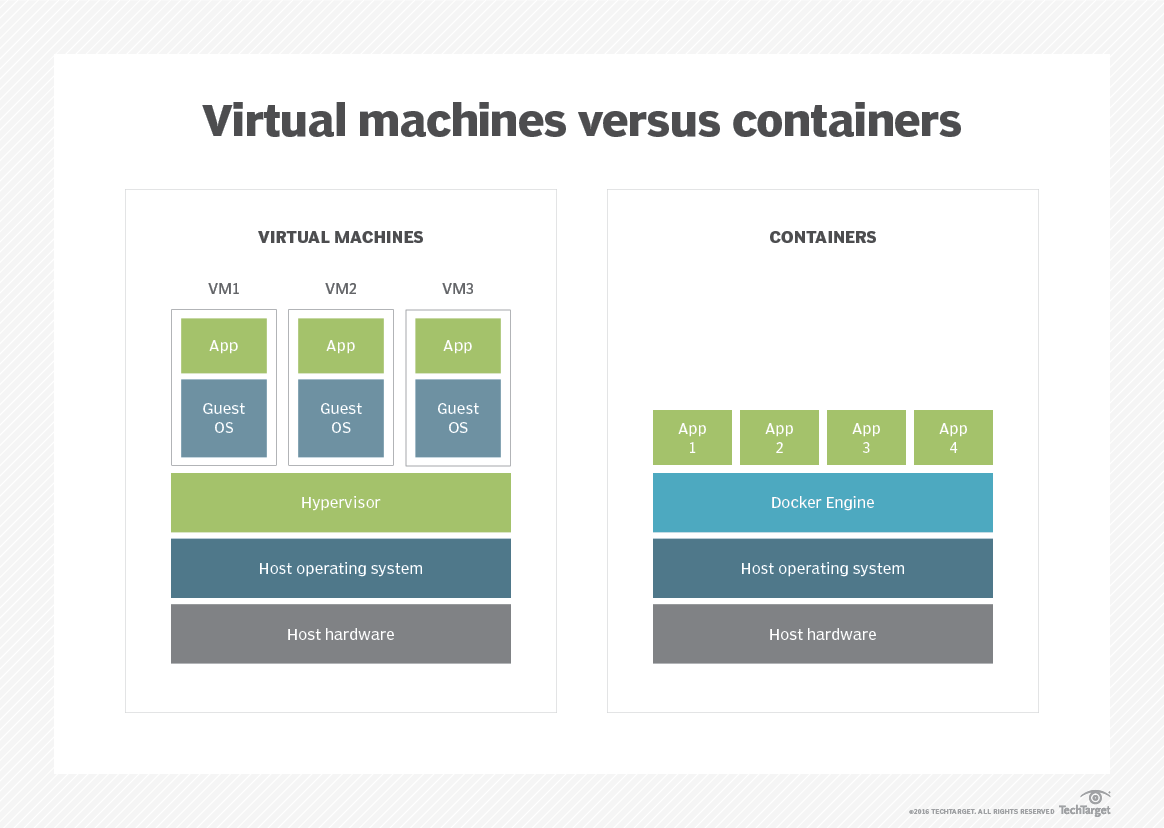 Virtual machines versus containers
VIRTUAL MACHINES
VM1
VM2
VM3
App
App
App
Guest
OS
Guest
OS
Guest
OS
Hypervisor
Host operating system
Host hardware
CONTAINERS
App
1
App
2
App
3
App
4
Docker Engine
Host operating system
Host hardware
©2016 TECHTARGET. ALL RIGHTS RESERVED TechTarget